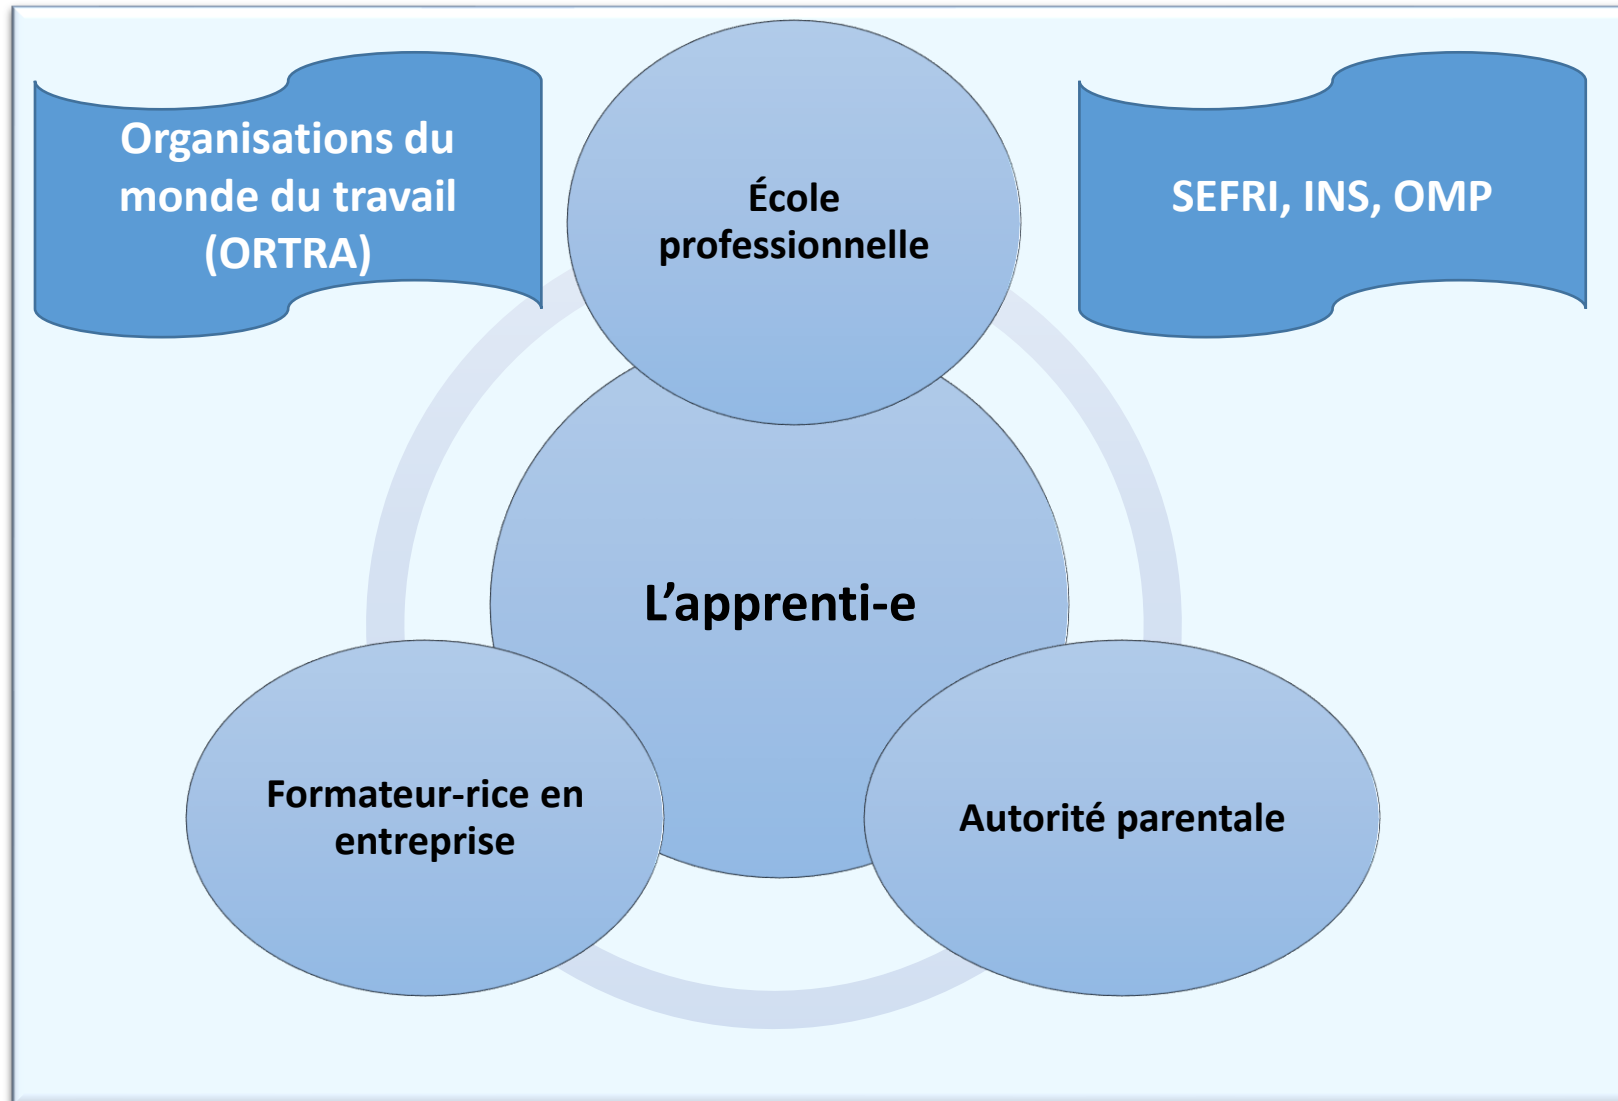 Organisations du
monde du travail
(ORTRA)
École
professionnelle
SEFRI, INS, OMP
L’apprenti-e
Formateur-rice en
entreprise
Autorité parentale